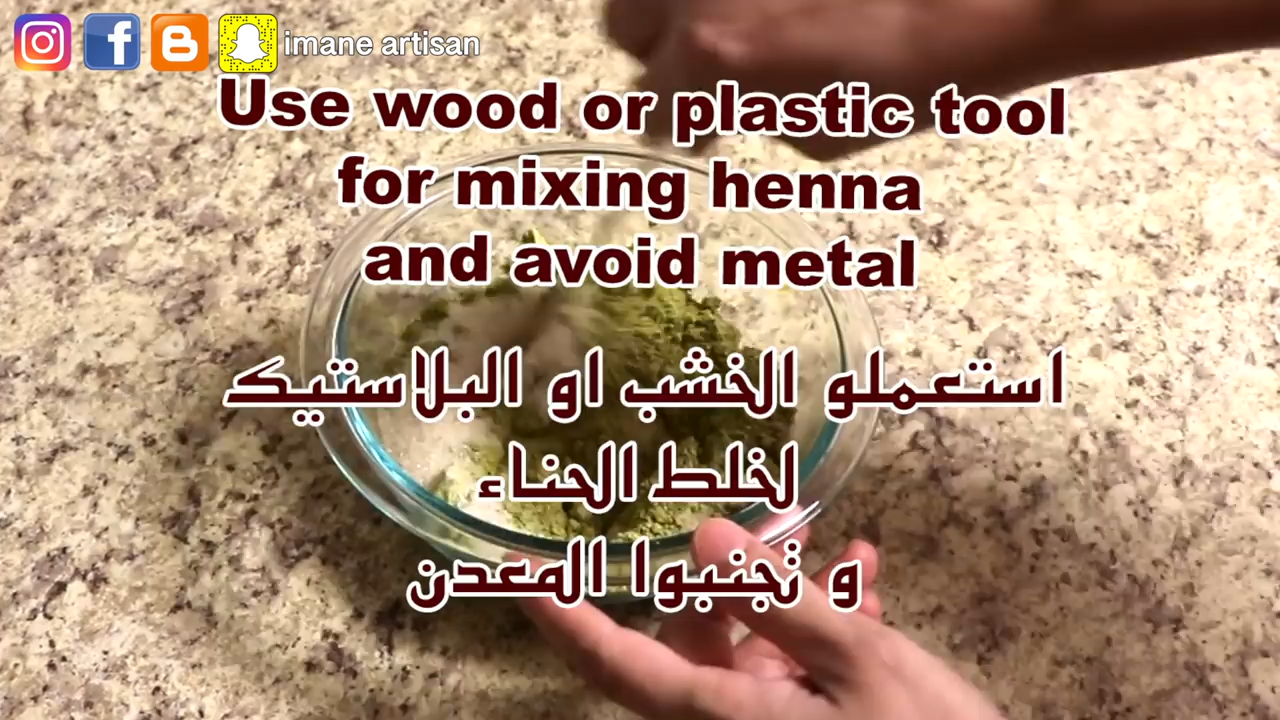 imane artisan
Use wood or plastic tool
for mixing henna
and avoid metal
استعملو الخشب او البلاستيك
لخلط الحناء
و تجنبوا المعدن